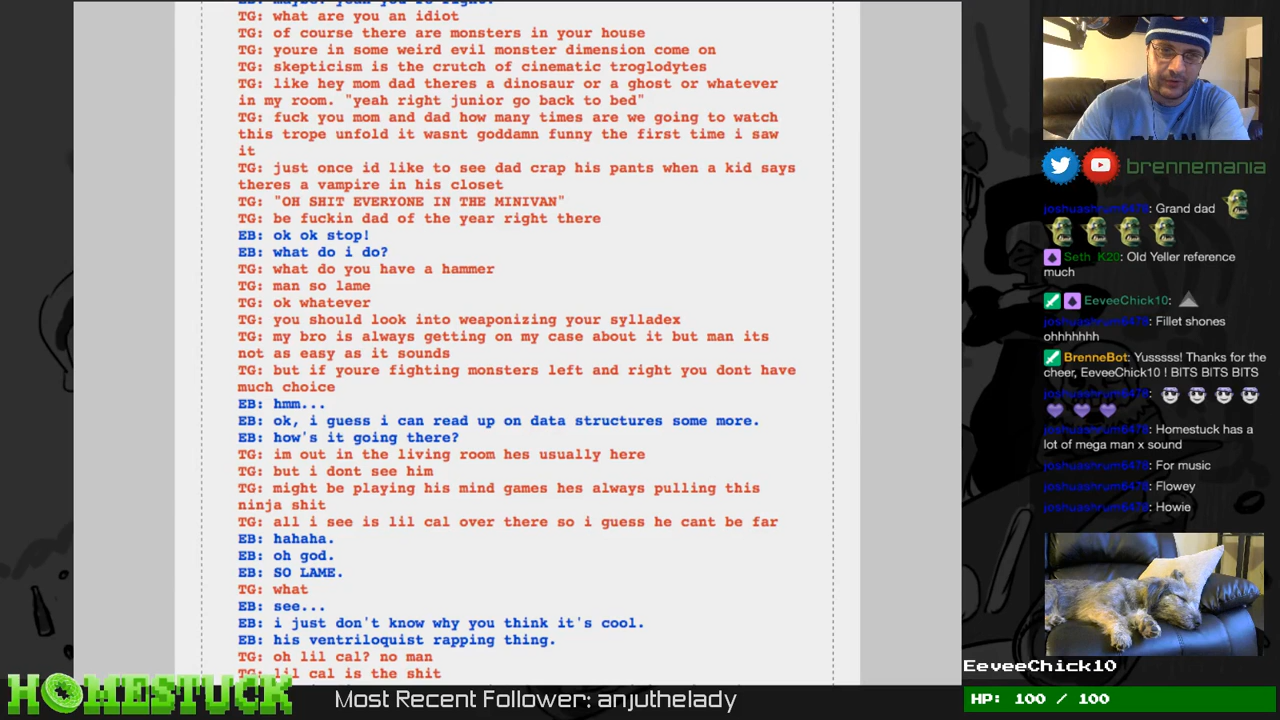 EB: maybe. yeah you're right.
TG: what are you an idiot
TG: of course there are monsters in your house
TG: youre in some weird evil monster dimension come on
TG: skepticism is the crutch of cinematic troglodytes
TG: like hey mom dad theres a dinosaur or a ghost or whatever
in my room. "yeah right junior go back to bed"
TG: fuck you mom and dad how many times are we going to watch
this trope unfold it wasnt goddamn funny the first time i saw
it
TG: just once id like to see dad crap his pants when a kid says
theres a vampire in his closet
TG: "OH SHIT EVERYONE IN THE MINIVAN"
TG: be fuckin dad of the year right there
EB: ok ok stop!
EB: what do i do?
TG: what do you have a hammer
TG: man so lame
TG: ok whatever
TG: you should look into weaponizing your sylladex
TG: my bro is always getting on my case about it but man its
not as easy as it sounds
TG: but if youre fighting monsters left and right you dont have
much choice
EB: hmm...
EB: ok, i guess i can read up on data structures some more.
EB: how's it going there?
TG: im out in the living room hes usually here
TG: but i dont see him
TG: might be playing his mind games hes always pulling this
ninja shit
TG: all i see is lil cal over there so i guess he cant be far
EB: hahaha.
EB: oh god.
EB: SO LAME.
TG: what
EB: see...
EB: i just don't know why you think it's cool.
EB: his ventriloquist rapping thing.
TG: oh lil cal? no man
TG: lil cal is the shit
brennemania
joshuashrum6478: Grand dad
Seth_K20: Old Yeller reference
much
EeveeChick10:
joshuashrum6478: Fillet shones
ohhhhhhh
BrenneBot: Yusssss! Thanks for the
cheer, EeveeChick10 ! BITS BITS BITS
joshuashrum6478:
joshuashrum6478: Homestuck has a
lot of mega man x sound
joshuashrum6478: For music
joshuashrum6478: Flowey
joshuashrum6478: Howie
EeveeChick10
HP: 100 / 100
HOMESTUCK
Most Recent Follower: anjuthelady